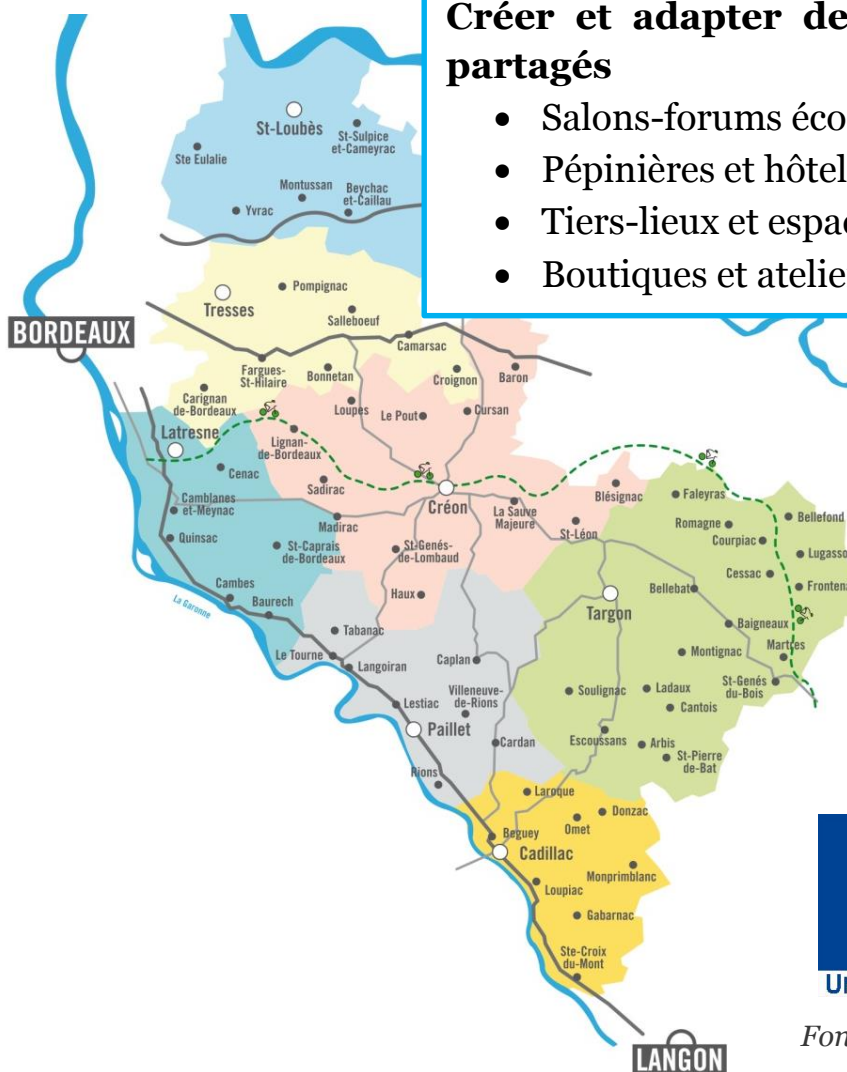 Créer et adapter de
partagés
• Salons-forums éco
• Pépinières et hôtel
• Tiers-lieux et espac
• Boutiques et atelie
St-Loubès
Ste Eulalie
St-Sulpice
et-Cameyrac
Montussan
Beychac
et-Caillau
Yvrac
Pompignac
Tresses
Salleboeuf
BORDEAUX
Camarsac
Fargues-
St-Hilaire
Bonnetan
Croignon
Baron
Carignan
de-Bordeaux
Loupes
Le Pout
Cursan
Latresne
Lignan-
de-Bordeaux
Cenac
Sadirac
Créon
Blésignac
Faleyras
Camblanes
et-Meynac
Madirac
La Sauve
Majeure
St-Léon
Romagne
Bellefond
Quinsac
St-Caprais
de-Bordeaux
St-Genés-
de-Lombaud
Courpiac
Lugasso
Cessac
Frontena
Cambes
Haux
Bellebat
La Garonne
Baurech
Targon
Baigneaux
Tabanac
Martres
Le Tourne
Langoiran
Caplan
Montignac
St-Genés
du-Bois
Lestiac
Villeneuve-
de-Rions
Soulignac
Ladaux
Cantois
Paillet
Cardan
Escoussans
Arbis
St-Pierre
de-Bat
Rions
Laroque
Donzac
Omet
Beguey
Cadillac
Monprimblanc
Loupiac
Gabarnac
Ste-Croix
du-Mont
Un
Fon
LANGON